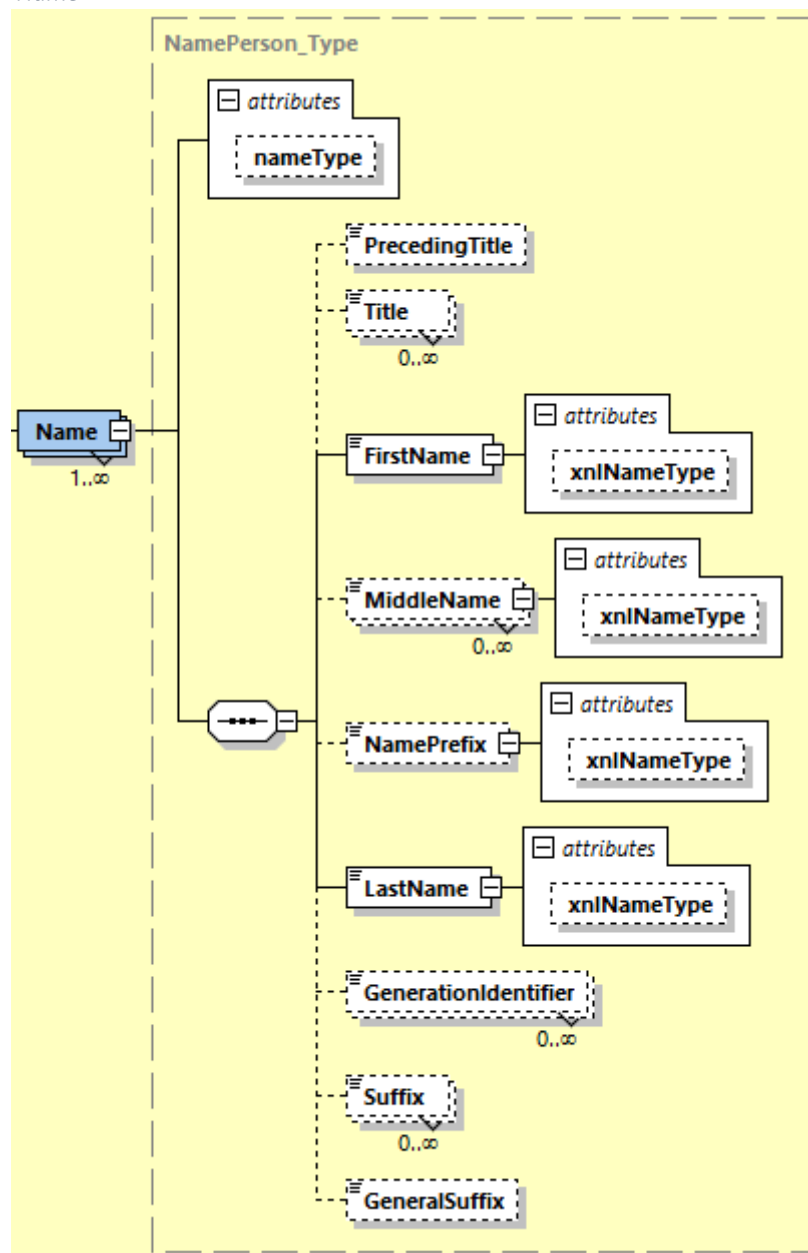 NamePerson_Type
attributes
nameType
PrecedingTitle
Title
0..∞
Name
1..∞
attributes
FirstName
xnlNameType
attributes
MiddleName
xnlNameType
0..∞
attributes
NamePrefix
xnlNameType
attributes
LastName
xnlNameType
GenerationIdentifier
0..∞
Suffix
0..∞
GeneralSuffix